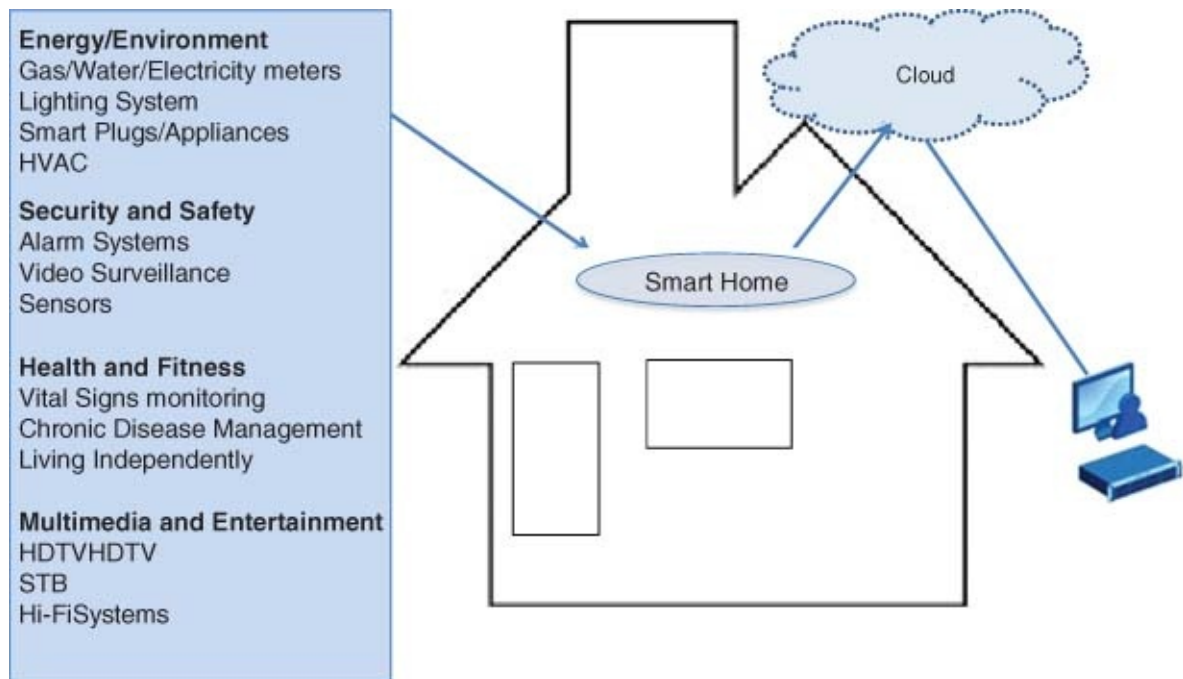 Energy/Environment
Gas/Water/Electricity meters
Lighting System
Smart Plugs/Appliances
HVAC
Security and Safety
Alarm Systems
Video Surveillance
Sensors
Health and Fitness
Vital Signs monitoring
Chronic Disease Management
Living Independently
Multimedia and Entertainment
HDTVHDTV
STB
Hi-FiSystems
Cloud
Smart Home